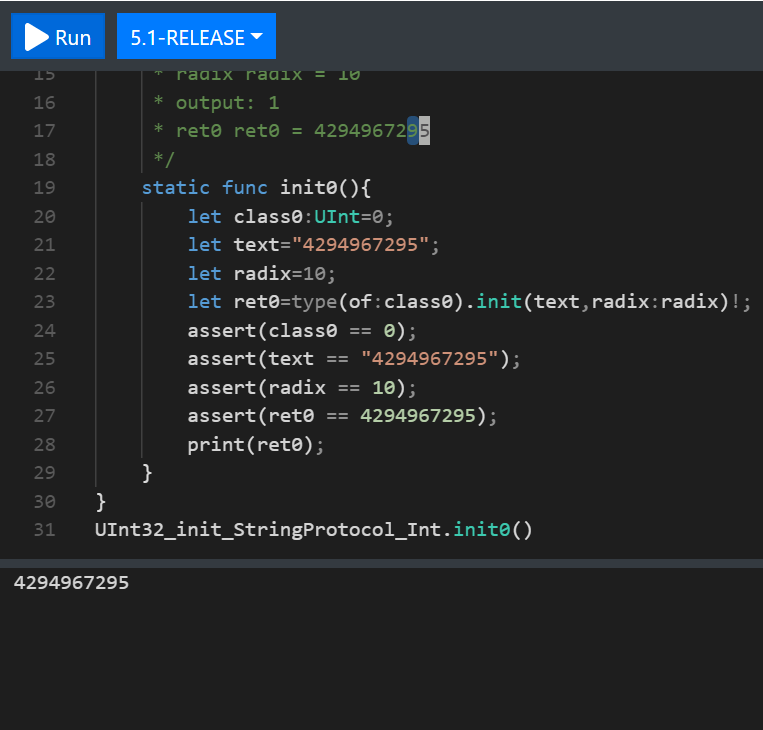 Run 5.1-RELEASE
15 * radix radix = 10
16 * output: 1
17 * ret0 ret0 = 4294967295
18 */
19 static func init0(){
20 let class0:UInt=0;
21 let text="4294967295";
22 let radix=10;
23 let ret0=type(of:class0).init(text,radix:radix)!;
24 assert(class0 == 0);
25 assert(text == "4294967295");
26 assert(radix == 10);
27 assert(ret0 == 4294967295);
28 print(ret0);
29 }
30 }
31 UInt32_init_StringProtocol_Int.init0()
4294967295